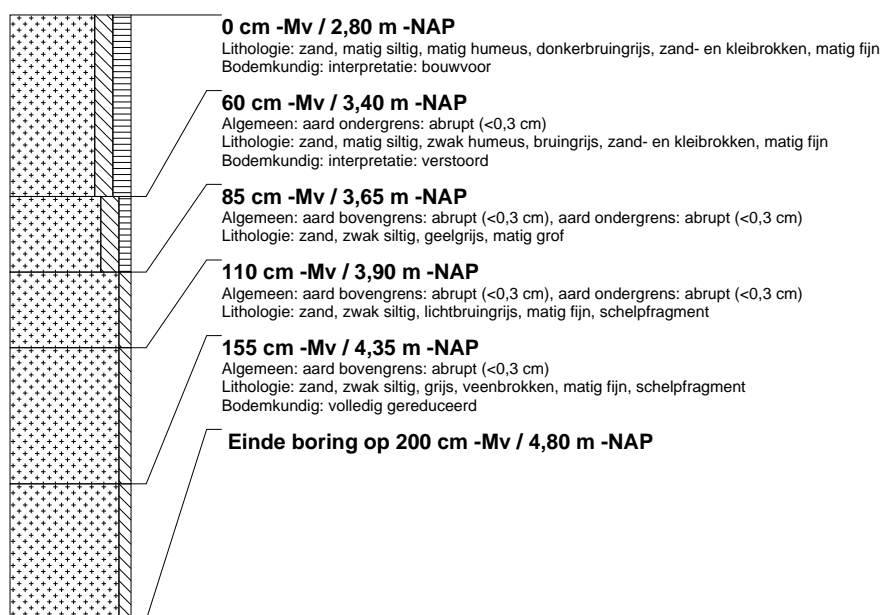 0 cm -Mv / 2,80 m -NAP
Lithologie: zand, matig siltig, matig humeus, donkerbruingrijs, zand- en kleibrokken, matig fijn
Bodemkundig: interpretatie: bouwvoor
60 cm -Mv / 3,40 m -NAP
Algemeen: aard ondergrens: abrupt (<0,3 cm)
Lithologie: zand, matig siltig, zwak humeus, bruingrijs, zand- en kleibrokken, matig fijn
Bodemkundig: interpretatie: verstoord
85 cm -Mv / 3,65 m -NAP
Algemeen: aard bovengrens: abrupt (<0,3 cm), aard ondergrens: abrupt (<0,3 cm)
Lithologie: zand, zwak siltig, geelgrijs, matig grof
110 cm -Mv / 3,90 m -NAP
Algemeen: aard bovengrens: abrupt (<0,3 cm), aard ondergrens: abrupt (<0,3 cm)
Lithologie: zand, zwak siltig, lichtbruingrijs, matig fijn, schelpfragment
155 cm -Mv / 4,35 m -NAP
Algemeen: aard bovengrens: abrupt (<0,3 cm)
Lithologie: zand, zwak siltig, grijs, veenbrokken, matig fijn, schelpfragment
Bodemkundig: volledig gereduceerd
Einde boring op 200 cm -Mv / 4,80 m -NAP